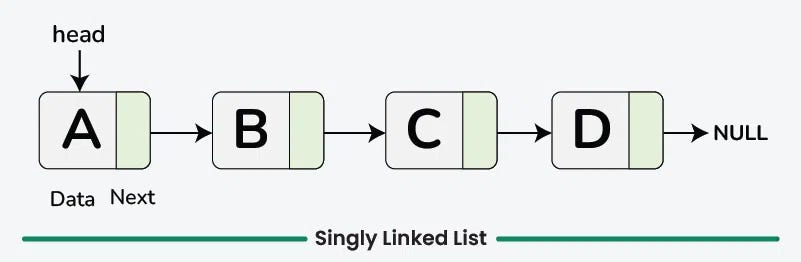 head
A B C D NULL
Data Next
Singly Linked List